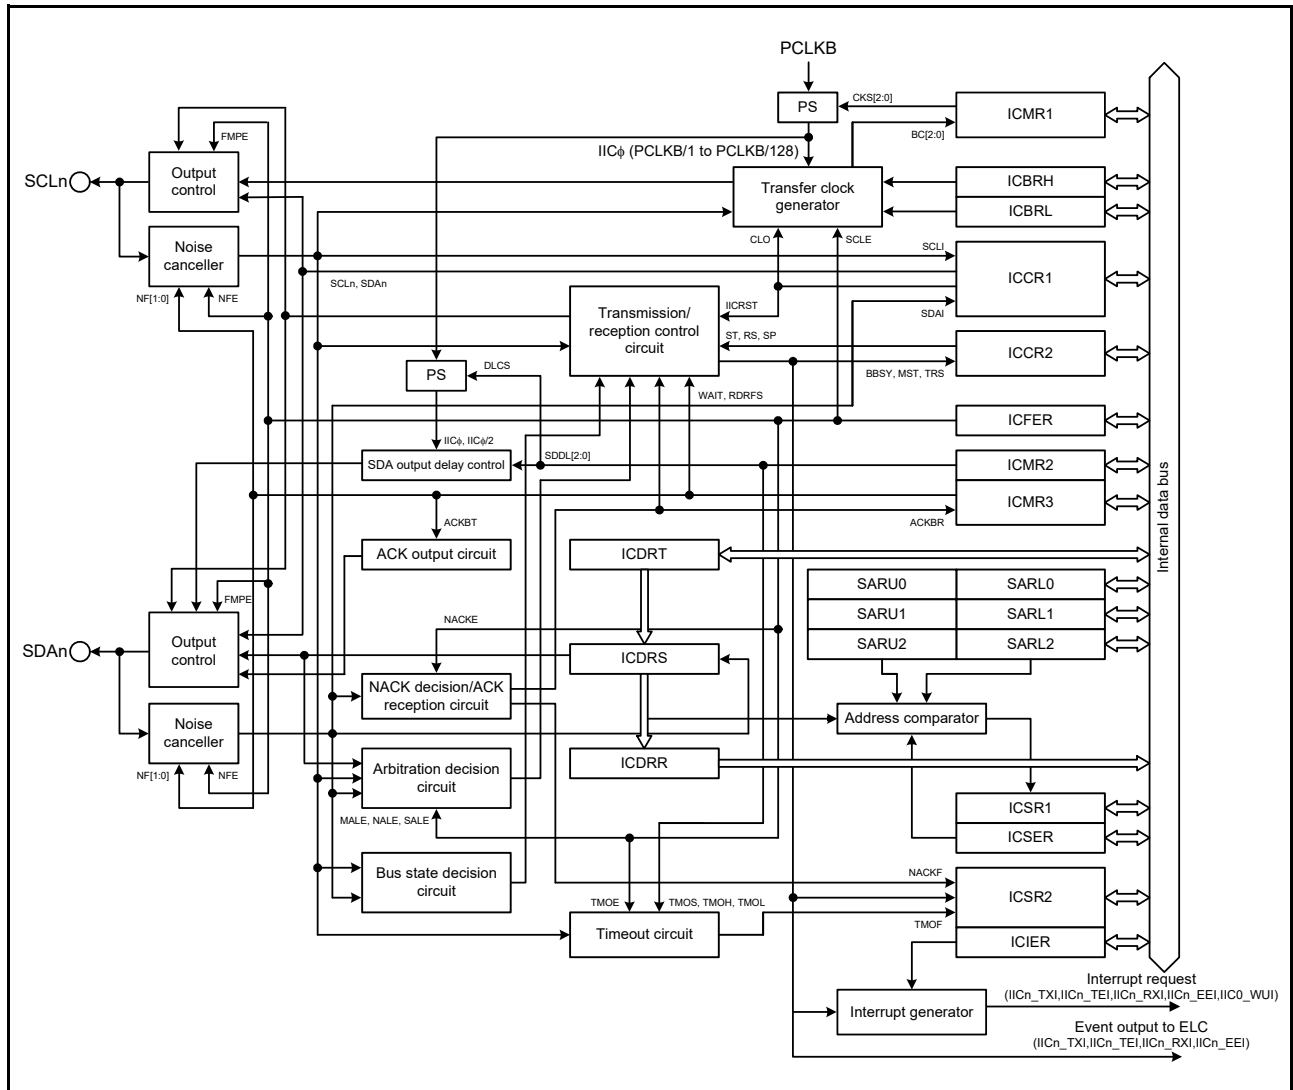 PCLKB
PS
CKS[2:0]
ICMR1
BC[2:0]
FMPE
IICϕ (PCLKB/1 to PCLKB/128)
SCLn
Output
control
Transfer clock
generator
ICBRH
ICBRL
Noise
canceller
CLO
SCLE
SCLI
ICCR1
SCLn, SDAn
NF[1:0]
NFE
IICRST
SDAI
Transmission/
reception control
circuit
ST, RS, SP
ICCR2
BBSY, MST, TRS
PS
DLCS
WAIT, RDRFS
ICFER
IICϕ, IICϕ/2
SDA output delay control
SDDL[2:0]
ICMR2
ICMR3
ACKBR
ACKBT
ACK output circuit
ICDRT
Internal data bus
SARU0
SARL0
SARU1
SARL1
SARU2
SARL2
FMPE
NACKE
SDAn
Output
control
ICDRS
NACK decision/ACK
reception circuit
Address comparator
Noise
canceller
NF[1:0]
NFE
ICDRR
Arbitration decision
circuit
MALE, NALE, SALE
ICSR1
ICSER
Bus state decision
circuit
NACKF
ICSR2
TMOE
TMOS, TMOH, TMOL
TMOF
Timeout circuit
ICIER
Interrupt request
(IICn_TXI,IICn_TEI,IICn_RXI,IICn_EEI,IIC0_WUI)
Interrupt generator
Event output to ELC
(IICn_TXI,IICn_TEI,IICn_RXI,IICn_EEI)